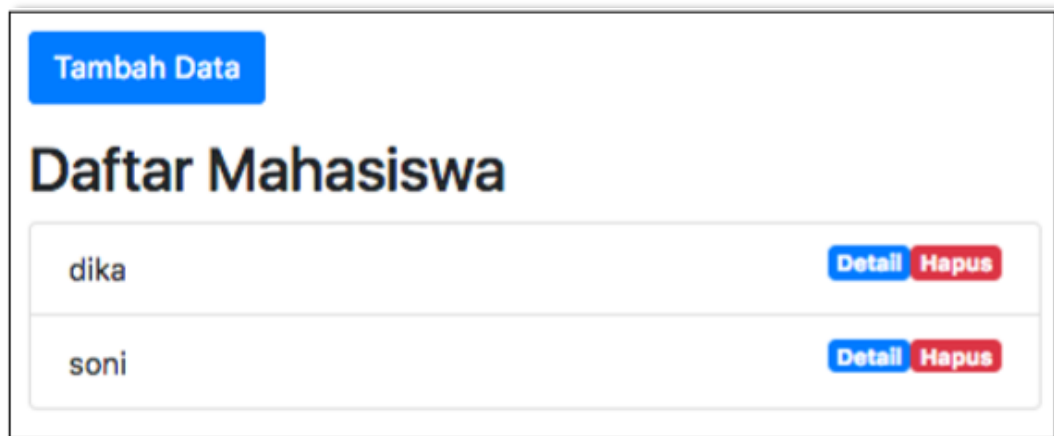 Tambah Data
Daftar Mahasiswa
dika Detail Hapus
soni Detail Hapus